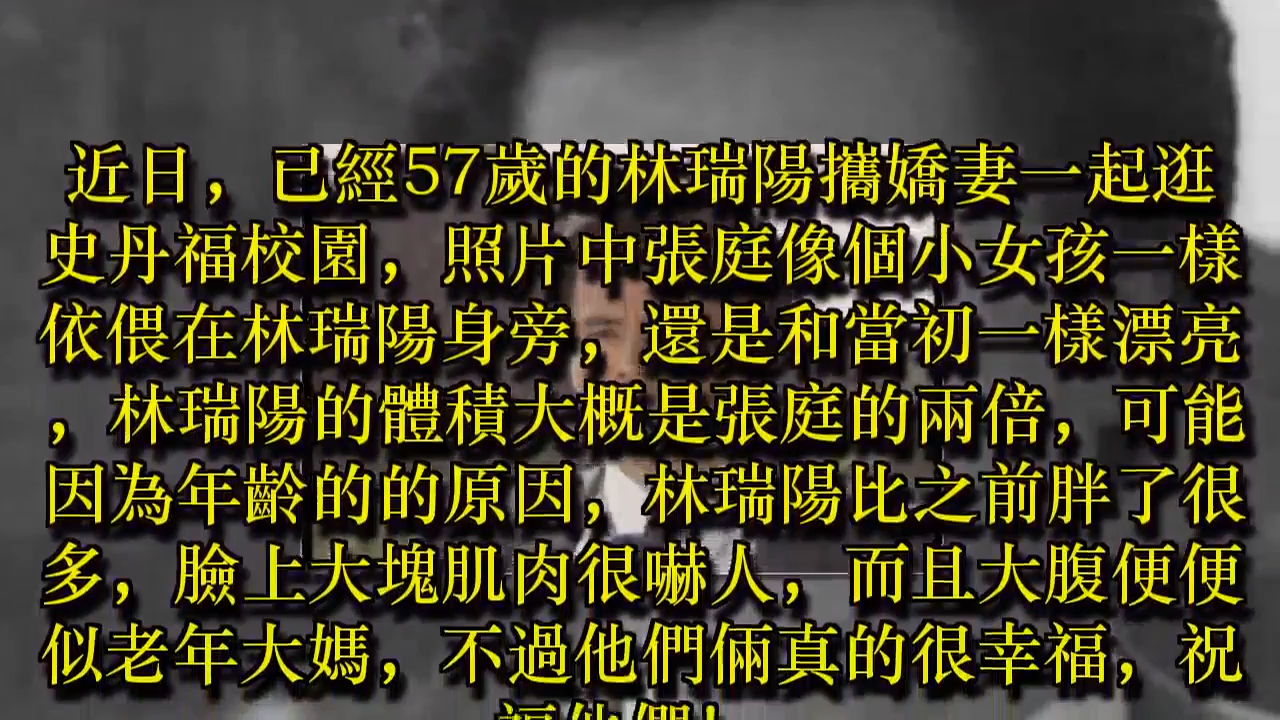 近日，已經57歲的林瑞陽攜嬌妻一起逛
史丹福校園，照片中張庭像個小女孩一樣
依偎在林瑞陽身旁，還是和當初一樣漂亮
，林瑞陽的體積大概是張庭的兩倍，可能
因為年齡的的原因，林瑞陽比之前胖了很
多，臉上大塊肌肉很嚇人，而且大腹便便
似老年大媽，不過他們倆真的很幸福，祝
福他們！